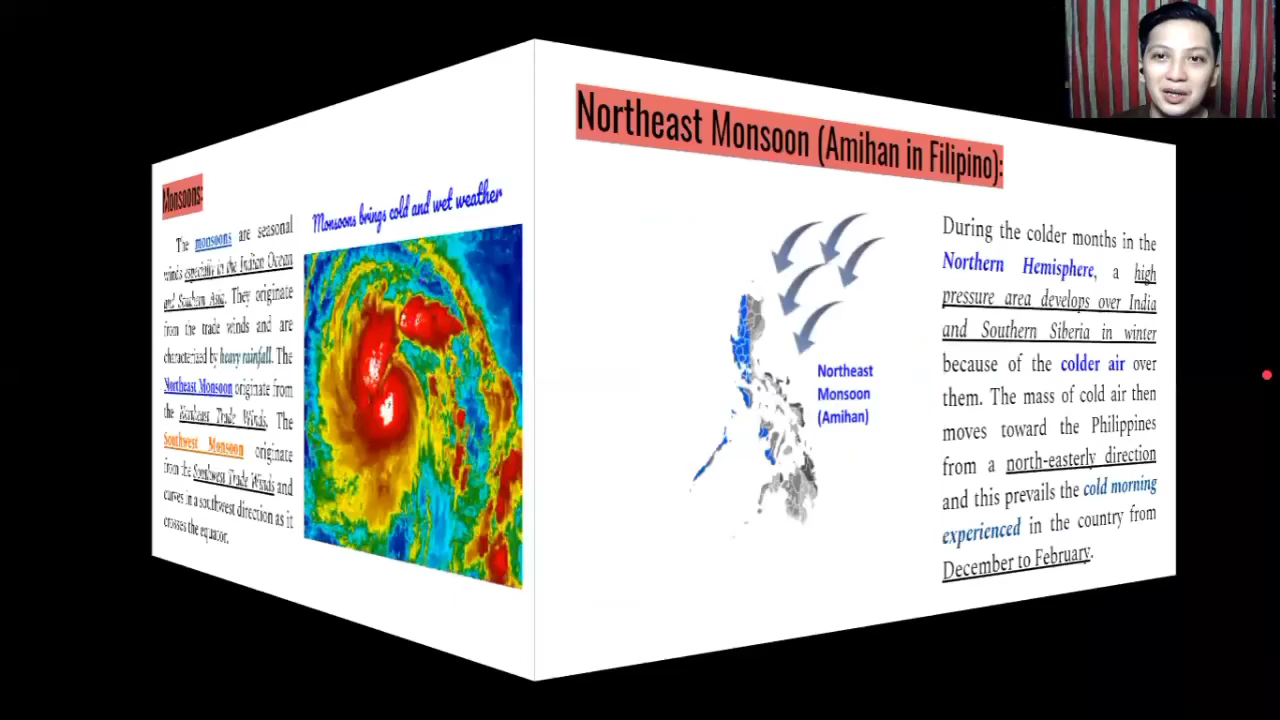 Monsoons:
Monsoons brings cold and wet weather
The monsoons are seasonal
winds especially in the Indian Ocean
and Southern Asia. They originate
from the trade winds and are
characterized by heavy rainfall. The
Northeast Monsoon originate from
the Northeast Trade Winds. The
Southwest Monsoon originate
from the Southwest Trade Winds and
curves in a southwest direction as it
crosses the equator.
Northeast Monsoon (Amihan in Filipino):
Northeast
Monsoon
(Amihan)
During the colder months in the
Northern Hemisphere, a high
pressure area develops over India
and Southern Siberia in winter
because of the colder air over
them. The mass of cold air then
moves toward the Philippines
from a north-easterly direction
and this prevails the cold morning
experienced in the country from
December to February.